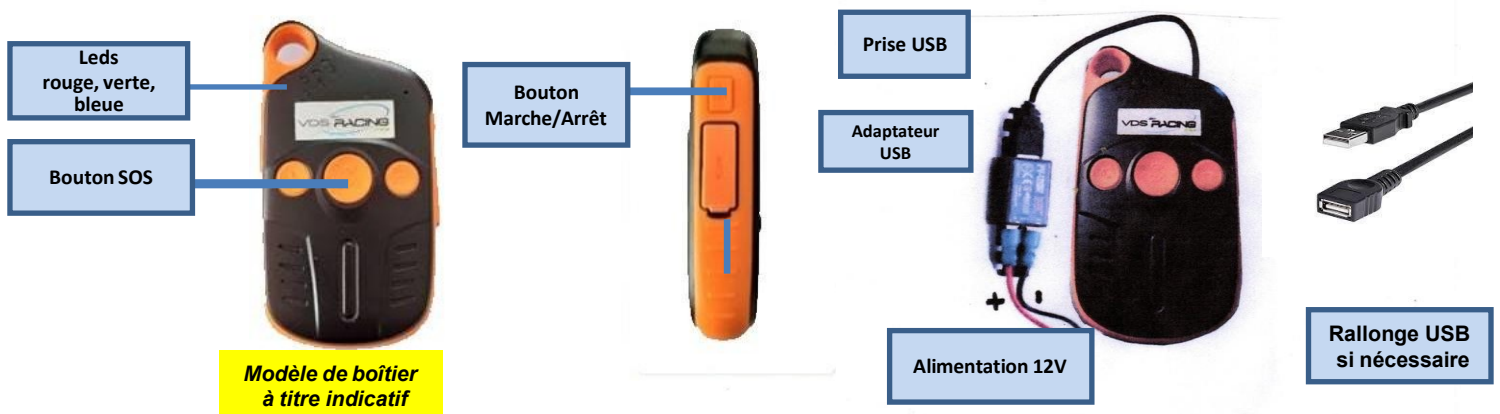 Leds
rouge, verte,
bleue
Bouton SOS
VDS RACING
Modèle de boîtier
à titre indicatif
Bouton
Marche/Arrêt
Prise USB
Adaptateur
USB
VDS RACING
+ -
Alimentation 12V
Rallonge USB
si nécessaire